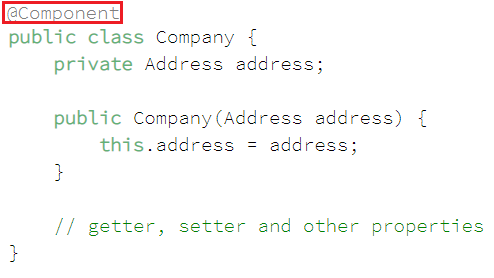 @Component
public class Company {
    private Address address;

    public Company(Address address) {
        this.address = address;
    }

    // getter, setter and other properties
}